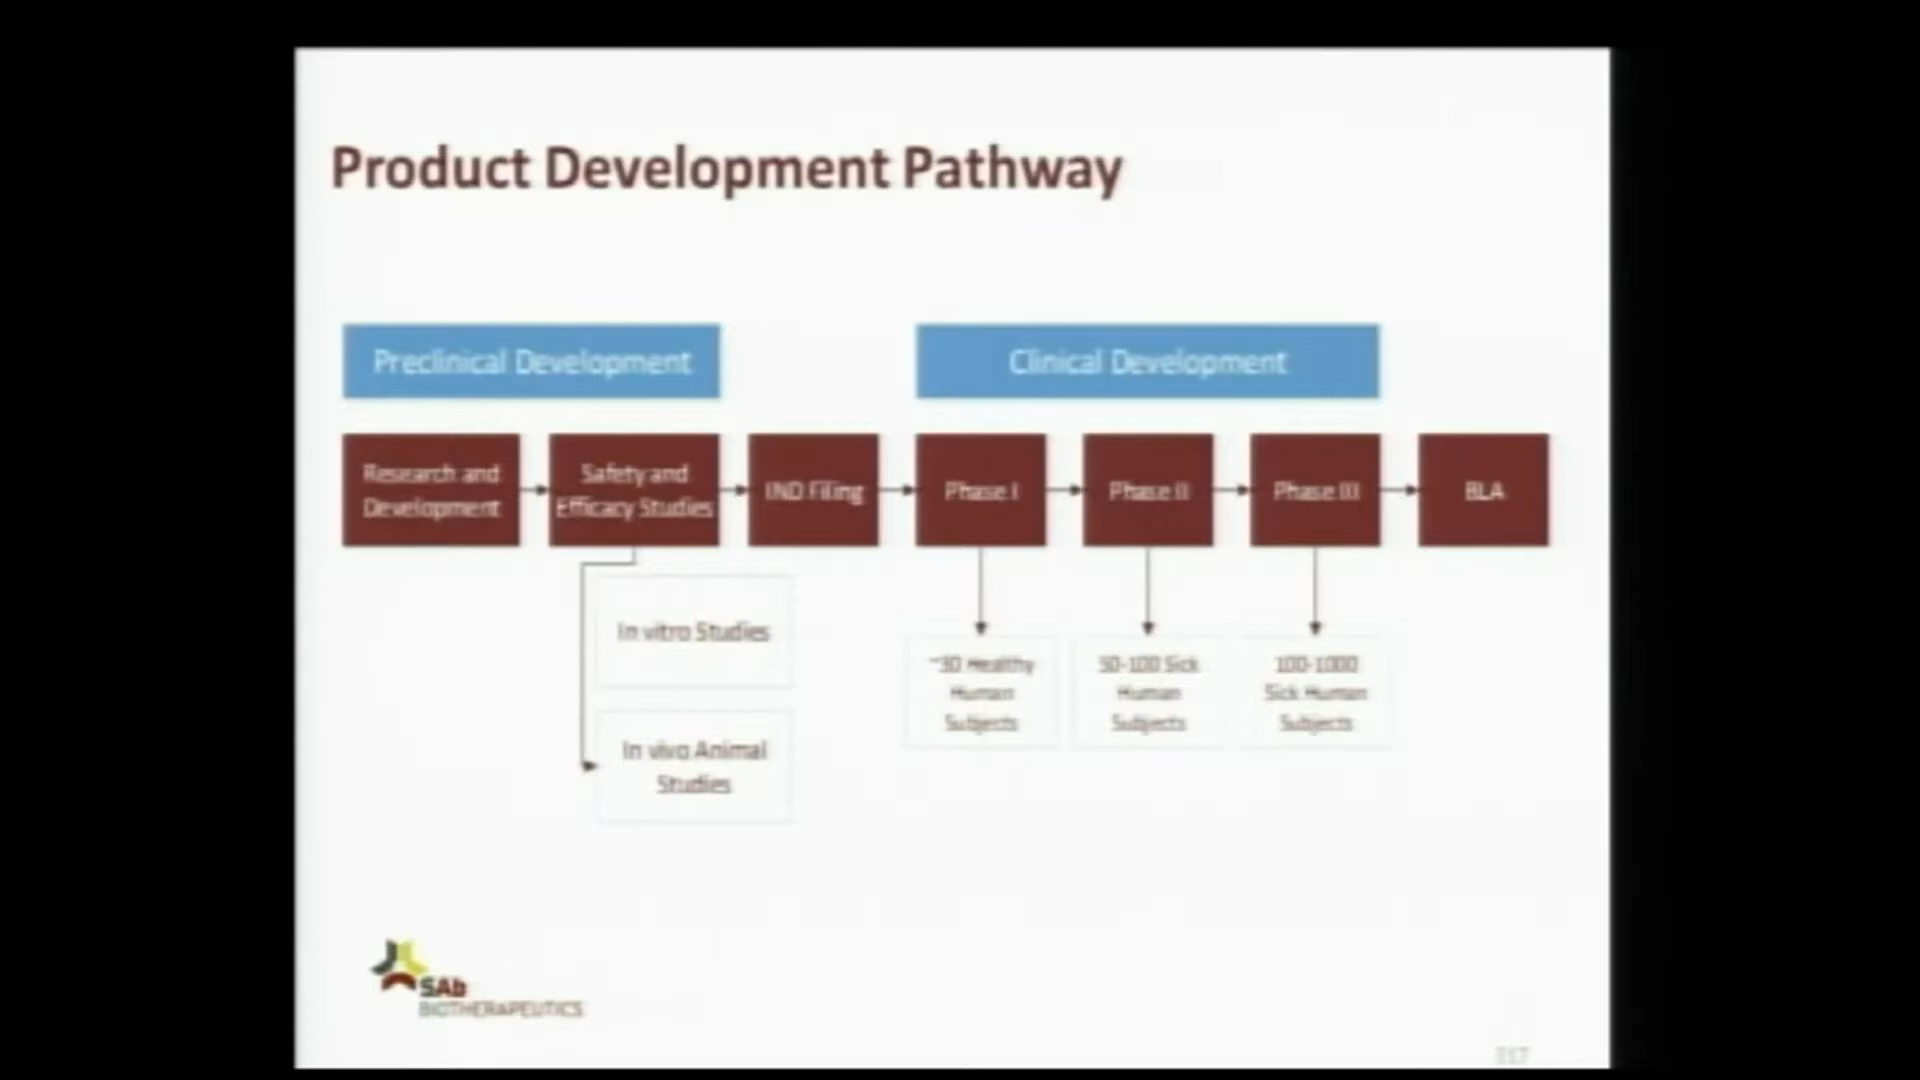 Product Development Pathway
Preclinical Development
Clinical Development
Research and
Development
Safety and
Efficacy Studies
IND Filing
Phase I
Phase II
Phase III
BLA
In vitro Studies
In vivo Animal
Studies
~30 Healthy
Human
Subjects
50-100 Sick
Human
Subjects
100-1000
Sick Human
Subjects
SAb
BIOTHERAPEUTICS